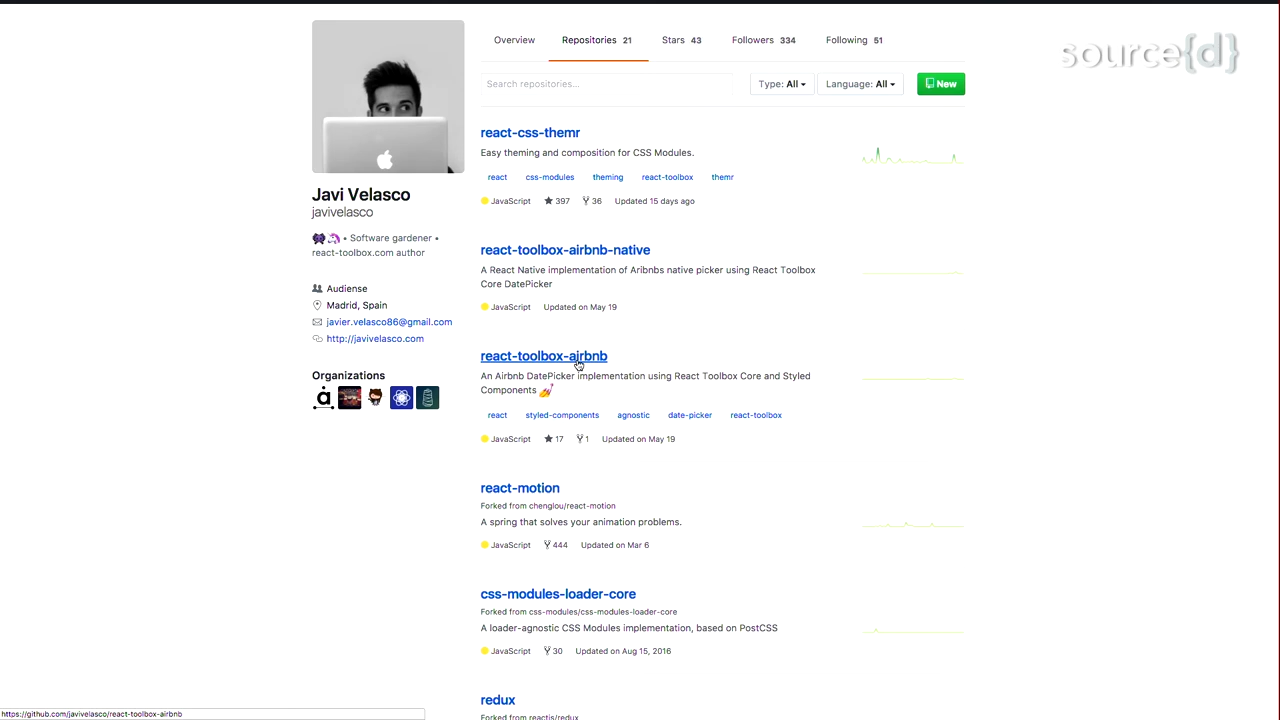 source{d}
Overview
Repositories 21
Stars 43
Followers 334
Following 51
Search repositories...
Type: All
Language: All
New
Javi Velasco
javivelasco
• Software gardener •
react-toolbox.com author
Audiense
Madrid, Spain
javier.velasco86@gmail.com
http://javivelasco.com
Organizations
react-css-themr
Easy theming and composition for CSS Modules.
react css-modules theming react-toolbox themr
JavaScript 397 36 Updated 15 days ago
react-toolbox-airbnb-native
A React Native implementation of Aribnbs native picker using React Toolbox
Core DatePicker
JavaScript Updated on May 19
react-toolbox-airbnb
An Airbnb DatePicker implementation using React Toolbox Core and Styled
Components
react styled-components agnostic date-picker react-toolbox
JavaScript 17 1 Updated on May 19
react-motion
Forked from chenglou/react-motion
A spring that solves your animation problems.
JavaScript 444 Updated on Mar 6
css-modules-loader-core
Forked from css-modules/css-modules-loader-core
A loader-agnostic CSS Modules implementation, based on PostCSS
JavaScript 30 Updated on Aug 15, 2016
redux
Forked from reactjs/redux
https://github.com/javivelasco/react-toolbox-airbnb